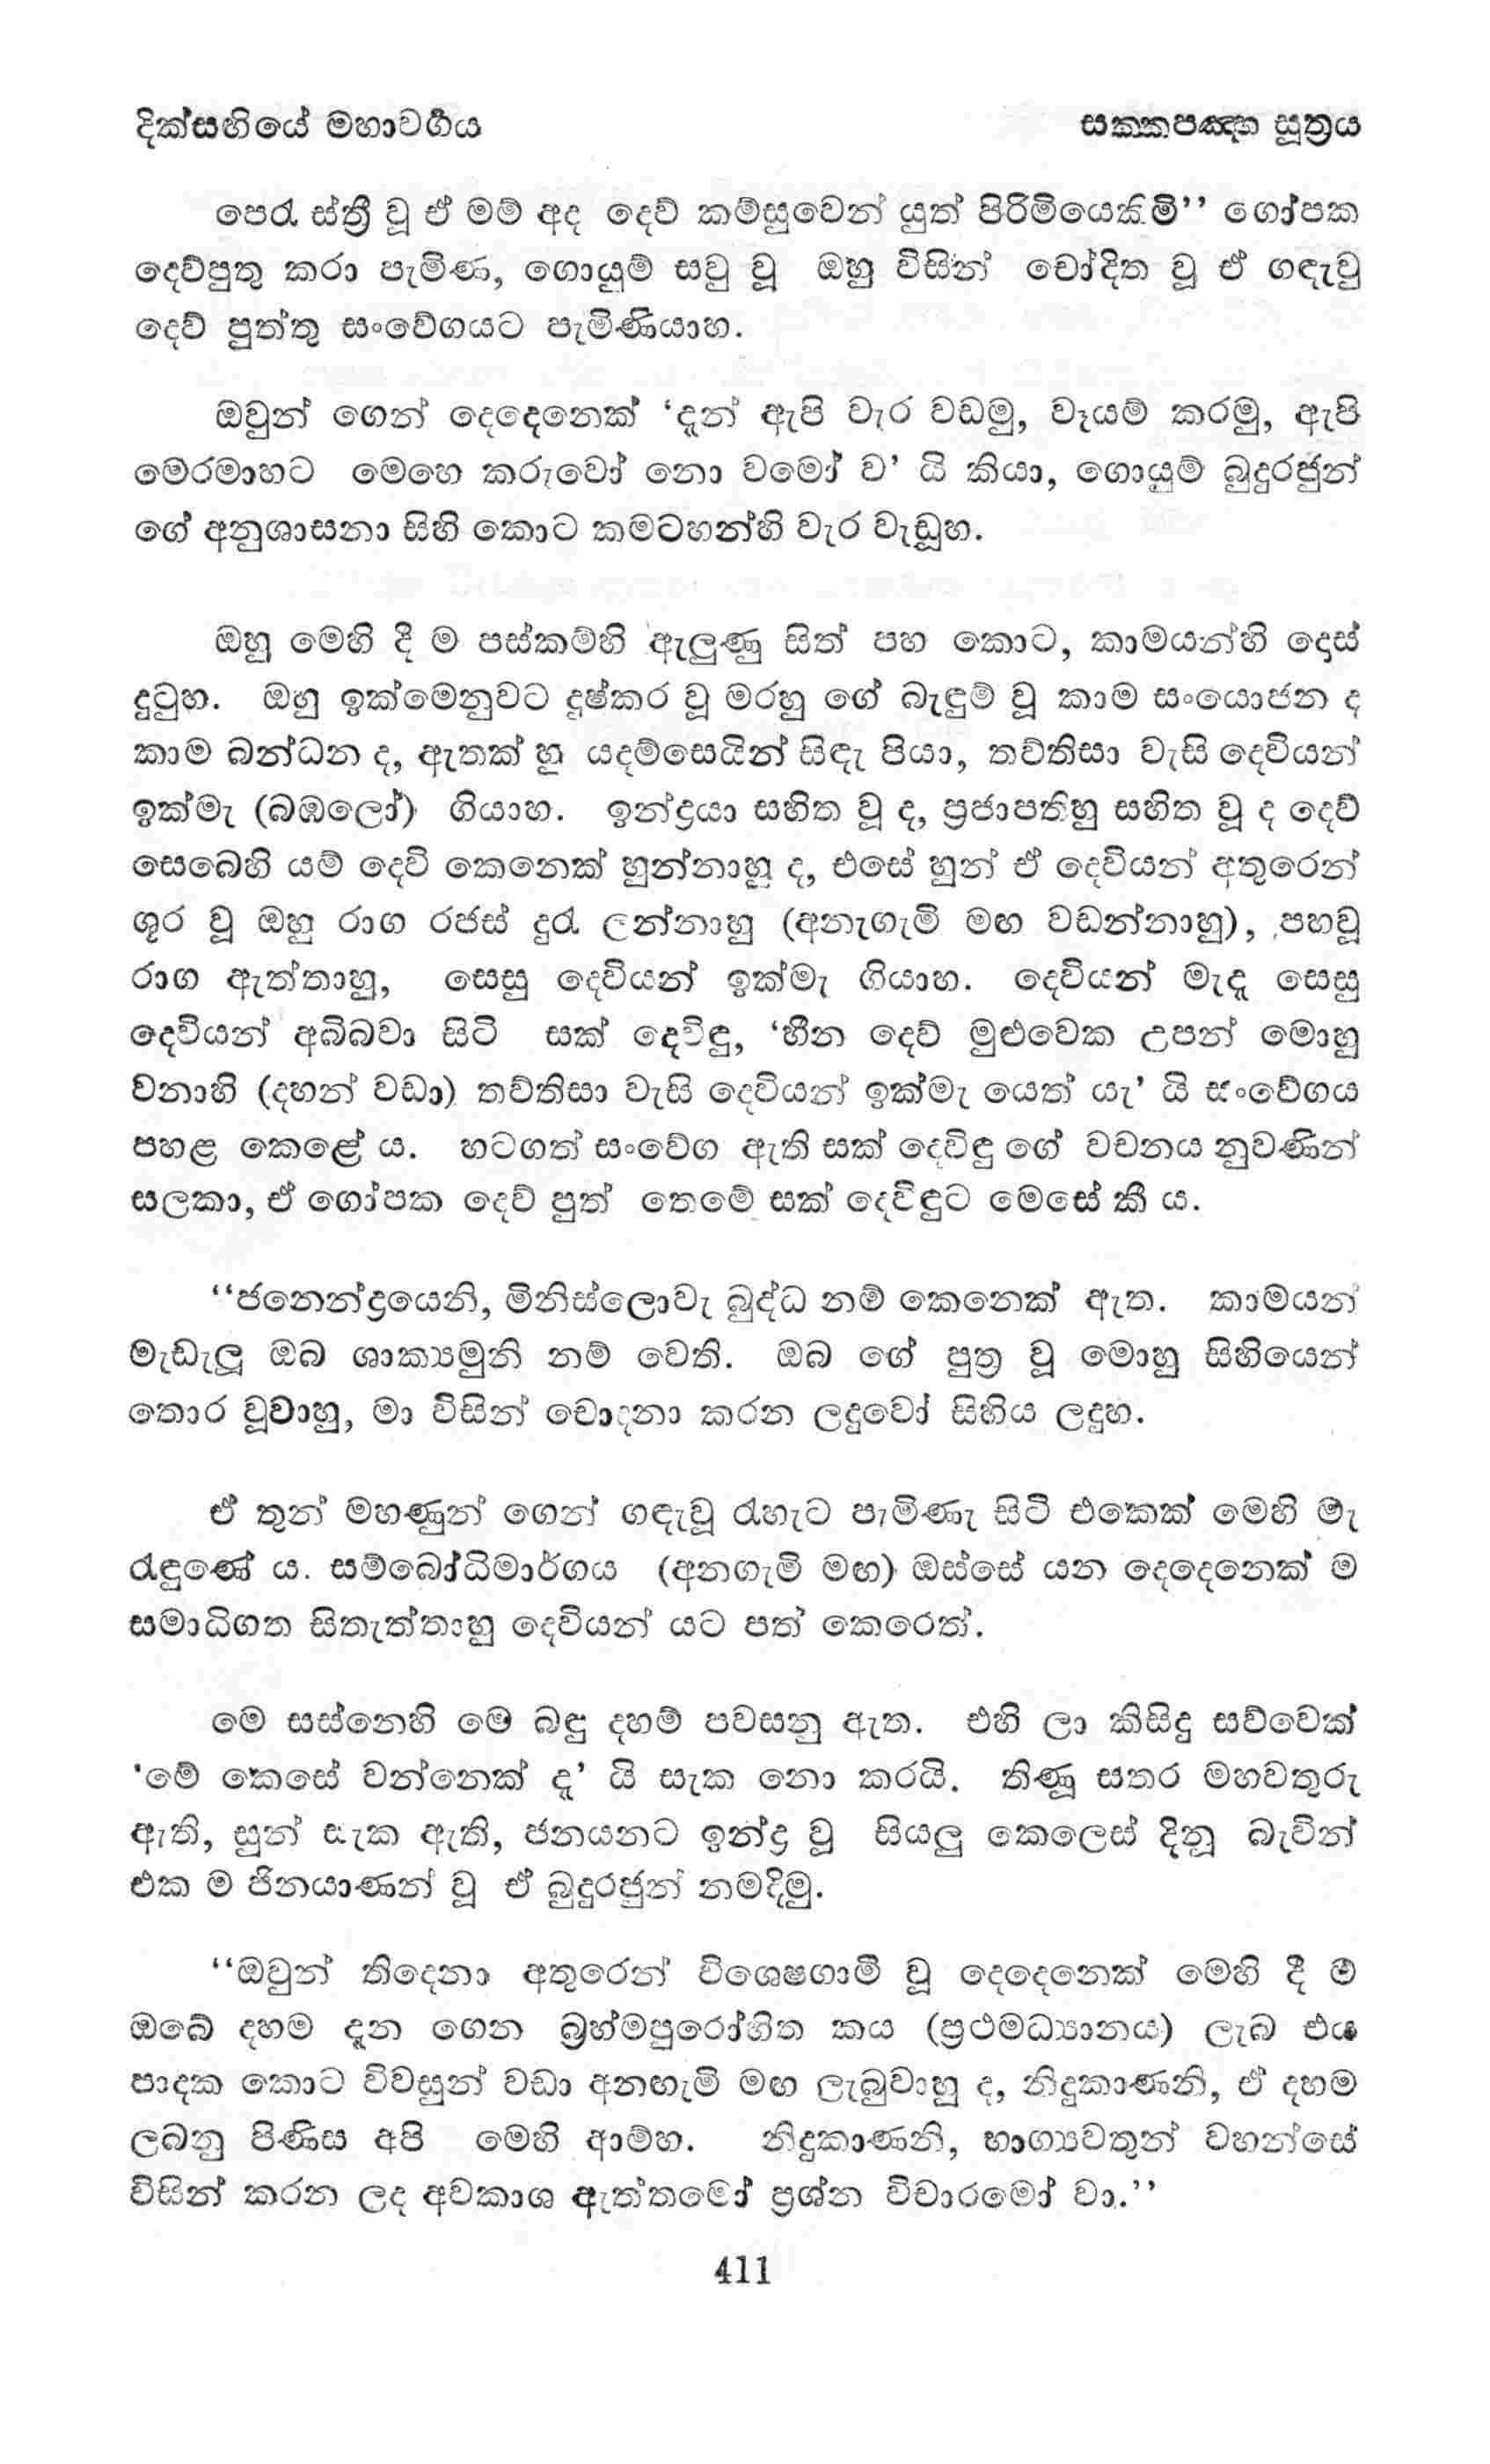 දික්සඟියේ මහාවර්‍ගය
සක්කපඤ්හ සූත්‍රය
පෙරැ ස්ත්‍රී වූ ඒ මම් අද දෙව් කම්සුවෙන් යුත් පිරිමියෙකිමි’’ ගෝපක
දෙව්පුතු කරා පැමිණ, ගොයුම් සවු වූ ඔහු විසින් චෝදිත වූ ඒ ගඳැවු
දෙව් පුත්තු සංවේගයට පැමිණියාහ.
ඔවුන් ගෙන් දෙදෙනෙක් ‘දැන් ඇපි වැර වඩමු, වෑයම් කරමු, ඇපි
මෙරමාහට මෙහෙ කරුවෝ නො වමෝ ව’ යි කියා, ගොයුම් බුදුරජුන්
ගේ අනුශාසනා සිහි කොට කමටහන්හි වැර වැඩූහ.
ඔහු මෙහි දී ම පස්කම්හි ඇලුණු සිත් පහ කොට, කාමයන්හි දොස්
දුටුහ. ඔහු ඉක්මෙනුවට දුෂ්කර වූ මරහු ගේ බැඳුම් වූ කාම සංයොජන ද
කාම බන්ධන ද, ඇතක් හු යදම්සෙයින් සිඳැ පියා, තව්තිසා වැසි දෙවියන්
ඉක්මැ (බඹලෝ) ගියාහ. ඉන්ද්‍රයා සහිත වූ ද, ප්‍රජාපතිහු සහිත වූ ද දෙව්
සෙබෙහි යම් දෙවි කෙනෙක් හුන්නාහු ද, එසේ හුන් ඒ දෙවියන් අතුරෙන්
ශූර වූ ඔහු රාග රජස් දුරැ ලන්නාහු (අනැගැමි මඟ වඩන්නාහු), පහවූ
රාග ඇත්තාහු, සෙසු දෙවියන් ඉක්මැ ගියාහ. දෙවියන් මැදැ සෙසු
දෙවියන් අබිබවා සිටි සක් දෙවිඳු, ‘හීන දෙව් මුළුවෙක උපන් මොහු
වනාහි (දහන් වඩා) තව්තිසා වැසි දෙවියන් ඉක්මැ යෙත් යැ’ යි සංවේගය
පහළ කෙළේ ය. හටගත් සංවේග ඇති සක් දෙවිඳු ගේ වචනය නුවණින්
සලකා, ඒ ගෝපක දෙව් පුත් තෙමේ සක් දෙවිඳුට මෙසේ කී ය.
‘‘ජනෙන්ද්‍රයෙනි, මිනිස්ලොවැ බුද්ධ නම් කෙනෙක් ඇත. කාමයන්
මැඩැලූ ඔබ ශාක්‍යමුනි නම් වෙති. ඔබ ගේ පුත්‍ර වූ මොහු සිහියෙන්
තොර වූවාහු, මා විසින් චොදනා කරන ලදුවෝ සිහිය ලදුහ.
ඒ තුන් මහණුන් ගෙන් ගඳැවු රැහැට පැමිණැ සිටි එකෙක් මෙහි මැ
රැඳුණේ ය. සම්බෝධිමාර්ගය (අනගැමි මඟ) ඔස්සේ යන දෙදෙනෙක් ම
සමාධිගත සිතැත්තාහු දෙවියන් යට පත් කෙරෙත්.
මෙ සස්නෙහි මෙ බඳු දහම් පවසනු ඇත. එහි ලා කිසිදු සව්වෙක්
‘මේ කෙසේ වන්නෙක් දැ’ යි සැක නො කරයි. තිණූ සතර මහවතුරු
ඇති, සුන් සැක ඇති, ජනයනට ඉන්ද්‍ර වූ සියලු කෙලෙස් දිනූ බැවින්
එක ම ජිනයාණන් වූ ඒ බුදුරජුන් නමදිමු.
‘‘ඔවුන් තිදෙනා අතුරෙන් විශෙෂගාමී වූ දෙදෙනෙක් මෙහි දී ම
ඔබේ දහම දැන ගෙන බ්‍රහ්මපුරෝහිත කය (ප්‍රථමධ්‍යානය) ලැබ එය
පාදක කොට විවසුන් වඩා අනඟැමි මඟ ලැබුවාහු ද, නිදුකාණනි, ඒ දහම
ලබනු පිණිස අපි මෙහි ආම්හ. නිදුකාණනි, භාග්‍යවතුන් වහන්සේ
විසින් කරන ලද අවකාශ ඇත්තමෝ ප්‍රශ්න විචාරමෝ වා.’’
411